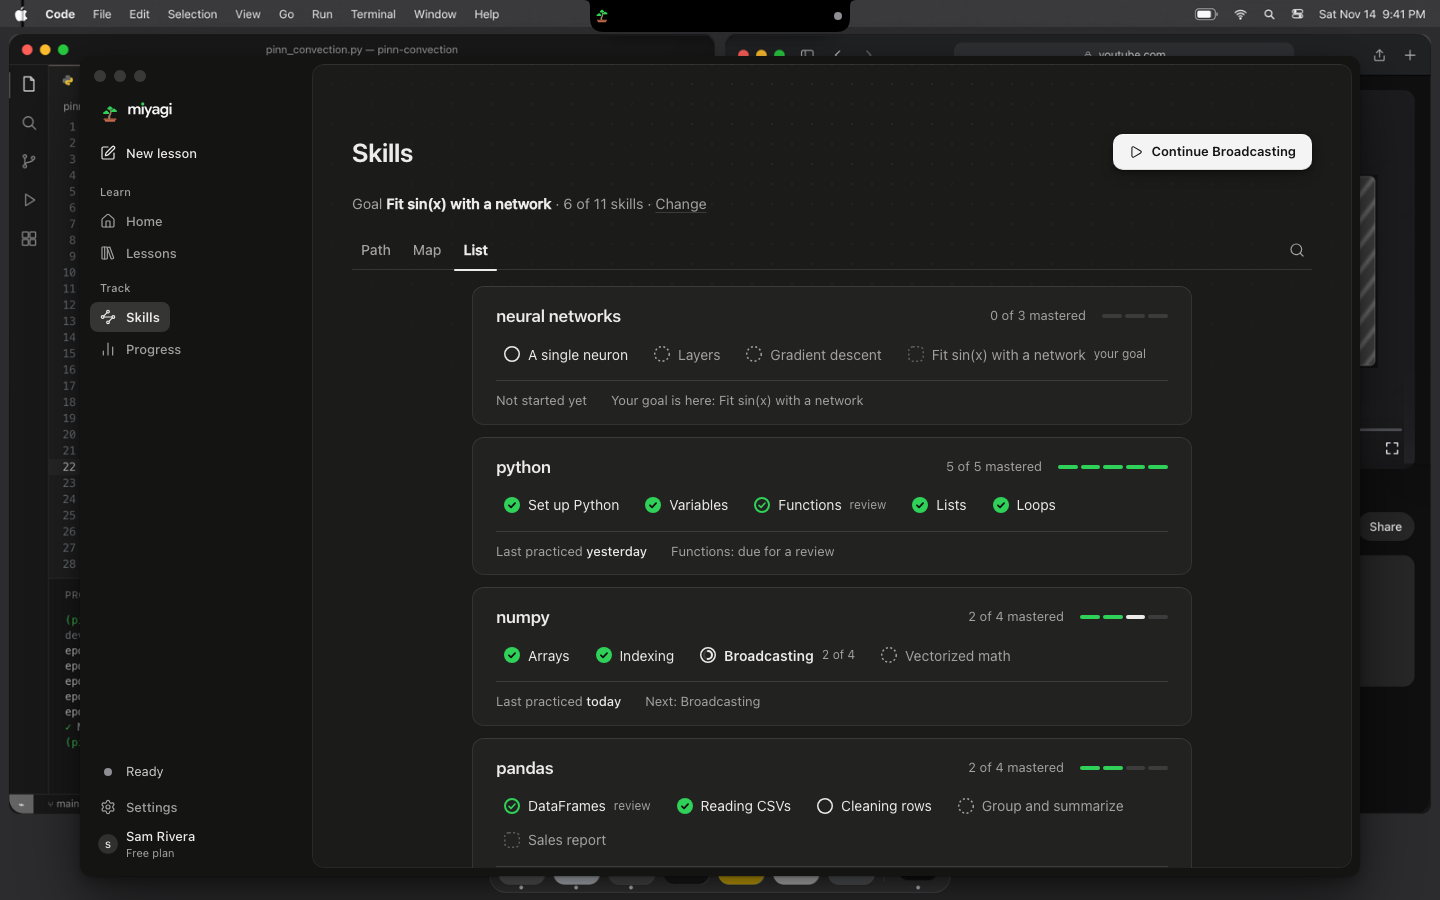 Code File Edit Selection View Go Run Terminal Window Help
Sat Nov 14 9:41 PM
pinn_convection.py — pinn-convection
youtube.com
miyagi
New lesson
Learn
Home
Lessons
Track
Skills
Progress
Ready
Settings
S
Sam Rivera
Free plan
1
2
3
4
5
6
7
8
9
10
11
12
13
14
15
16
17
18
19
20
21
22
23
24
25
26
27
28
main
Skills
Continue Broadcasting
Goal Fit sin(x) with a network · 6 of 11 skills · Change
Path Map List
neural networks
0 of 3 mastered
A single neuron Layers Gradient descent Fit sin(x) with a network your goal
Not started yet Your goal is here: Fit sin(x) with a network
python
5 of 5 mastered
Set up Python Variables Functions review Lists Loops
Last practiced yesterday Functions: due for a review
numpy
2 of 4 mastered
Arrays Indexing Broadcasting 2 of 4 Vectorized math
Last practiced today Next: Broadcasting
pandas
2 of 4 mastered
DataFrames review Reading CSVs Cleaning rows Group and summarize
Sales report
Share